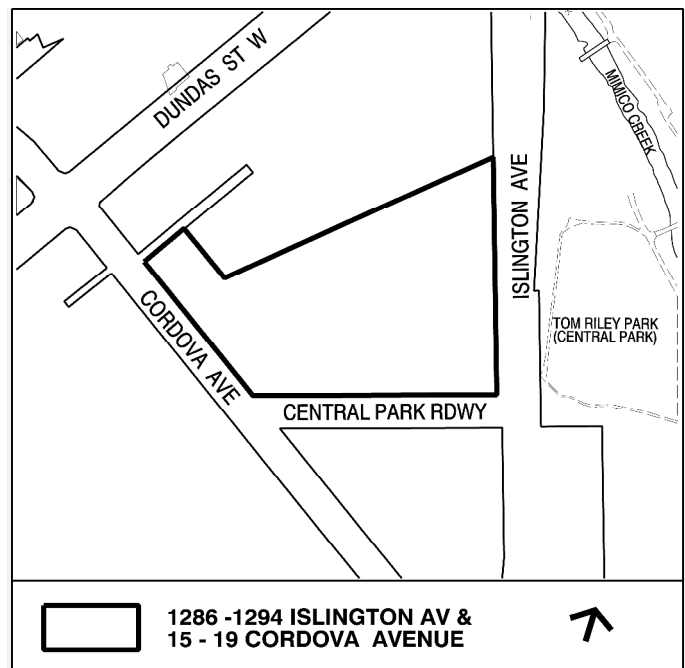 DUNDAS ST W
MIMICO CREEK
ISLINGTON AVE
CORDOVA AVE
TOM RILEY PARK
(CENTRAL PARK)
CENTRAL PARK RDWY
1286 -1294 ISLINGTON AV &
15 - 19 CORDOVA AVENUE